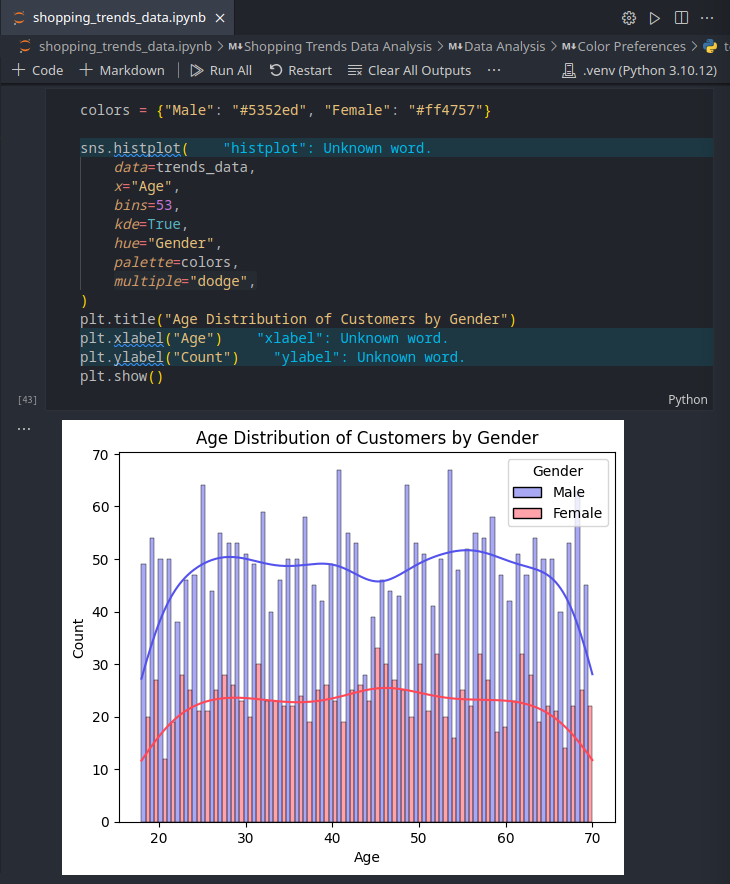 shopping_trends_data.ipynb
shopping_trends_data.ipynb > M↓Shopping Trends Data Analysis > M↓Data Analysis > M↓Color Preferences >
+ Code + Markdown | Run All Restart Clear All Outputs ... .venv (Python 3.10.12)
colors = {"Male": "#5352ed", "Female": "#ff4757"}
sns.histplot( "histplot": Unknown word.
data=trends_data,
x="Age",
bins=53,
kde=True,
hue="Gender",
palette=colors,
multiple="dodge",
)
plt.title("Age Distribution of Customers by Gender")
plt.xlabel("Age") "xlabel": Unknown word.
plt.ylabel("Count") "ylabel": Unknown word.
plt.show()
[43] Python
...
Age Distribution of Customers by Gender
Gender
Male
Female
Count
70
60
50
40
30
20
10
0
20 30 40 50 60 70
Age